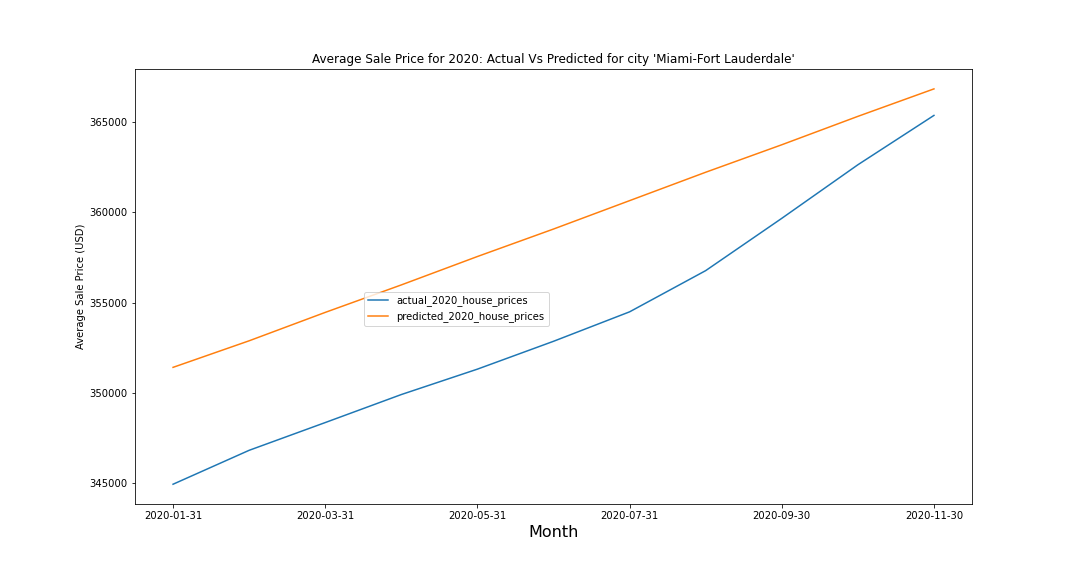 Average Sale Price for 2020: Actual Vs Predicted for city 'Miami-Fort Lauderdale'
Average Sale Price (USD)
365000
360000
355000
350000
345000
actual_2020_house_prices
predicted_2020_house_prices
2020-01-31 2020-03-31 2020-05-31 2020-07-31 2020-09-30 2020-11-30
Month